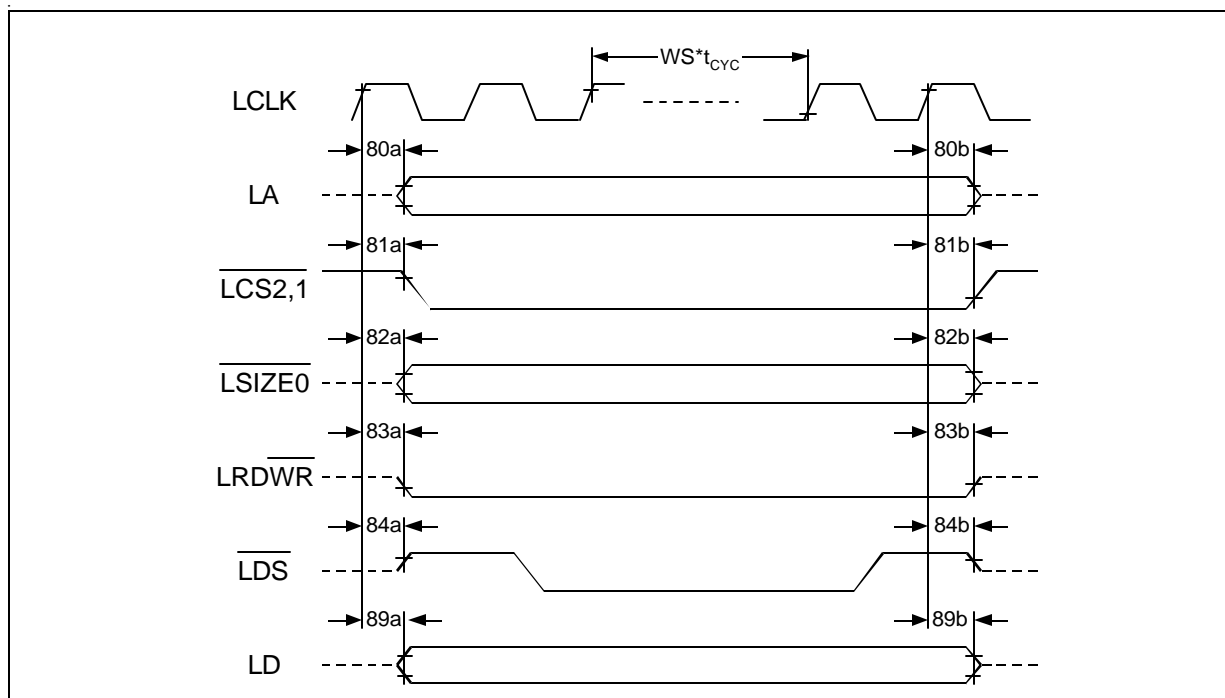 WS*tCYC
LCLK
80a 80b
LA
81a 81b
LCS2,1
82a 82b
LSIZE0
83a 83b
LRDWR
84a 84b
LDS
89a 89b
LD